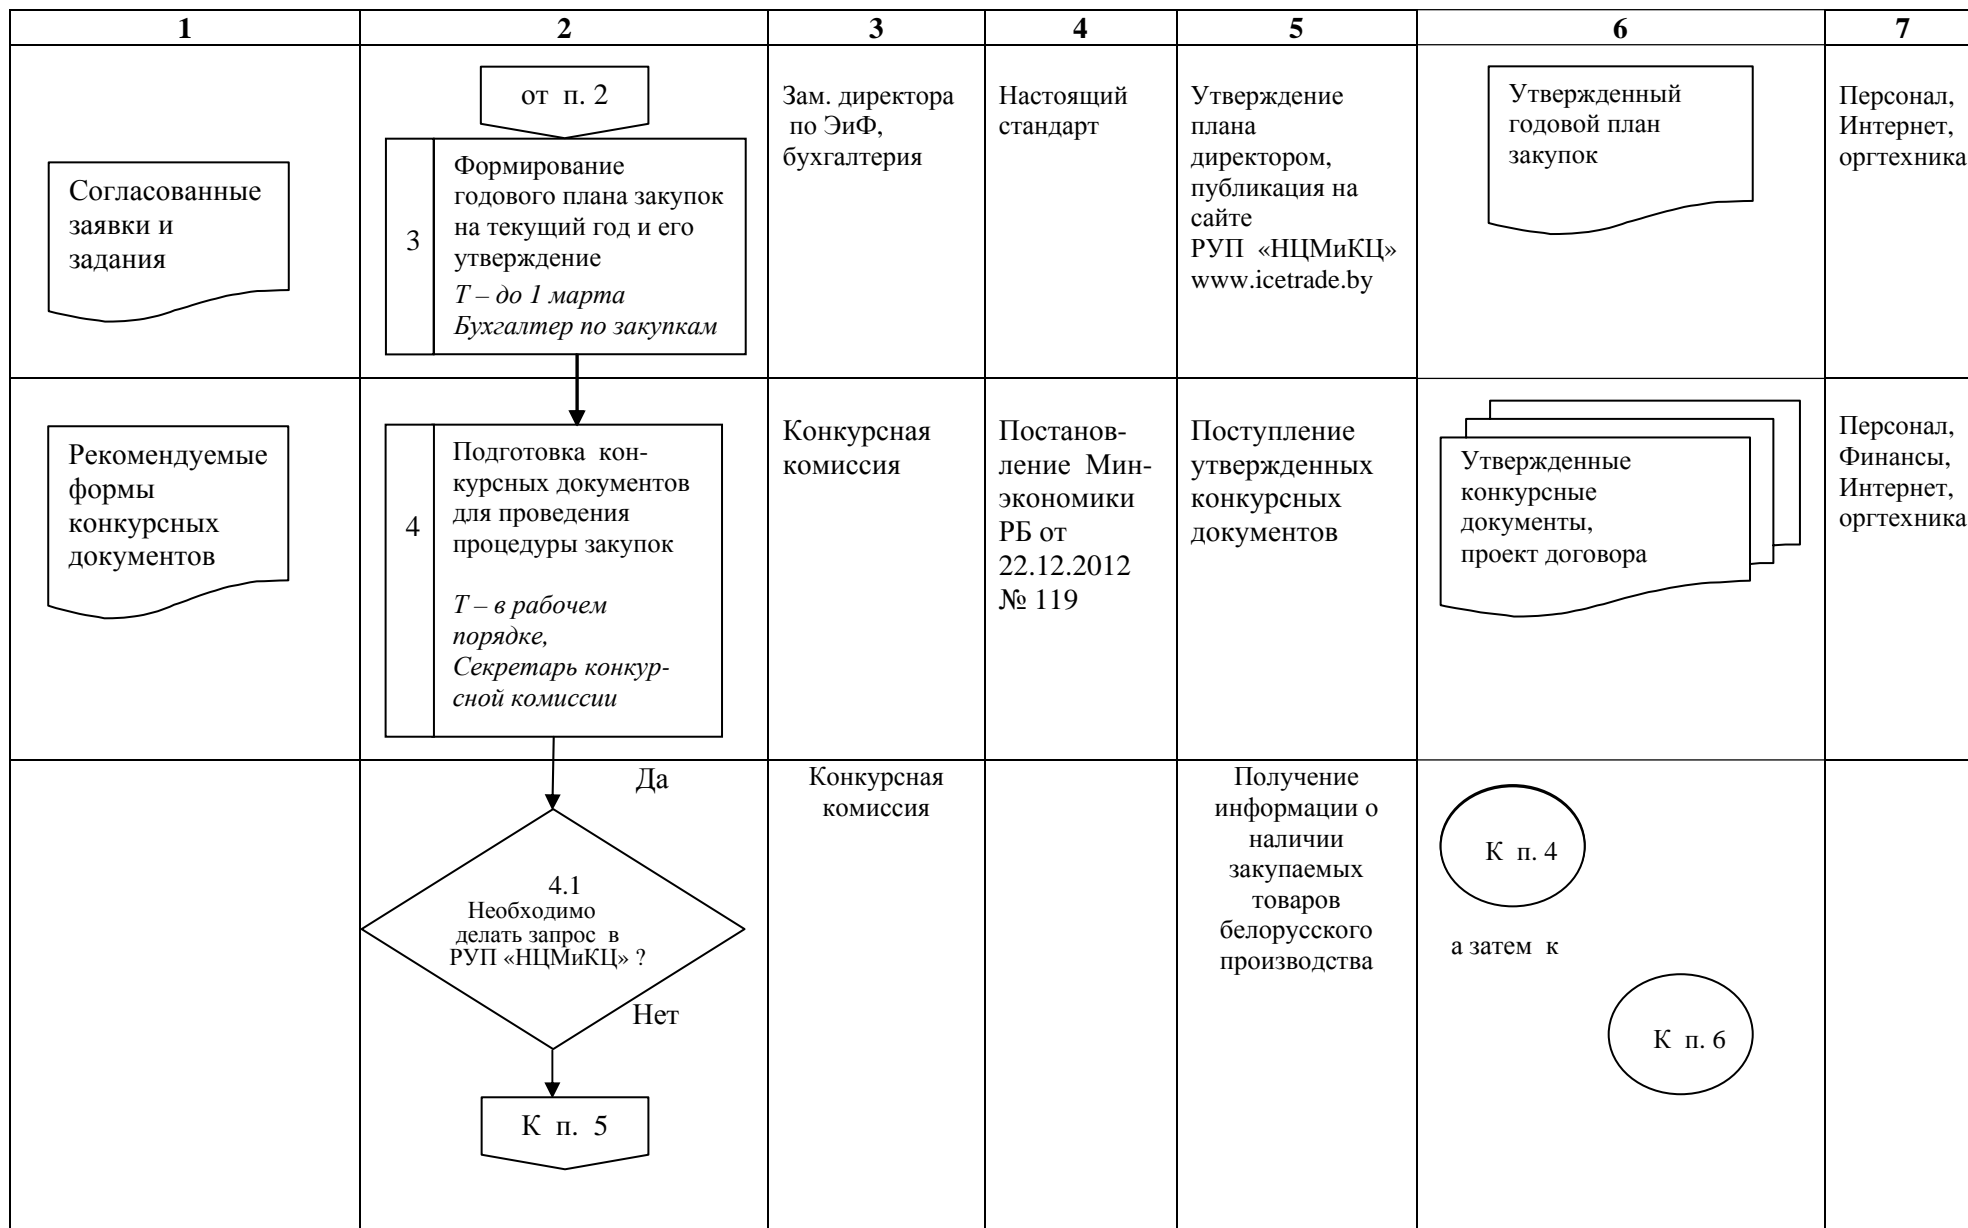 1 2 3 4 5 6 7
Согласованные
заявки и
задания
от п. 2
3
Формирование
годового плана закупок
на текущий год и его
утверждение
Т – до 1 марта
Бухгалтер по закупкам
Зам. директора
по ЭиФ,
бухгалтерия
Настоящий
стандарт
Утверждение
плана
директором,
публикация на
сайте
РУП «НЦМиКЦ»
www.icetrade.by
Утвержденный
годовой план
закупок
Персонал,
Интернет,
оргтехника
Рекомендуемые
формы
конкурсных
документов
4
Подготовка кон-
курсных документов
для проведения
процедуры закупок
Т – в рабочем
порядке,
Секретарь конкур-
сной комиссии
Конкурсная
комиссия
Постанов-
ление Мин-
экономики
РБ от
22.12.2012
№ 119
Поступление
утвержденных
конкурсных
документов
Утвержденные
конкурсные
документы,
проект договора
Персонал,
Финансы,
Интернет,
оргтехника
Да
4.1
Необходимо
делать запрос в
РУП «НЦМиКЦ» ?
Нет
К п. 5
Конкурсная
комиссия
Получение
информации о
наличии
закупаемых
товаров
белорусского
производства
К п. 4
а затем к
К п. 6